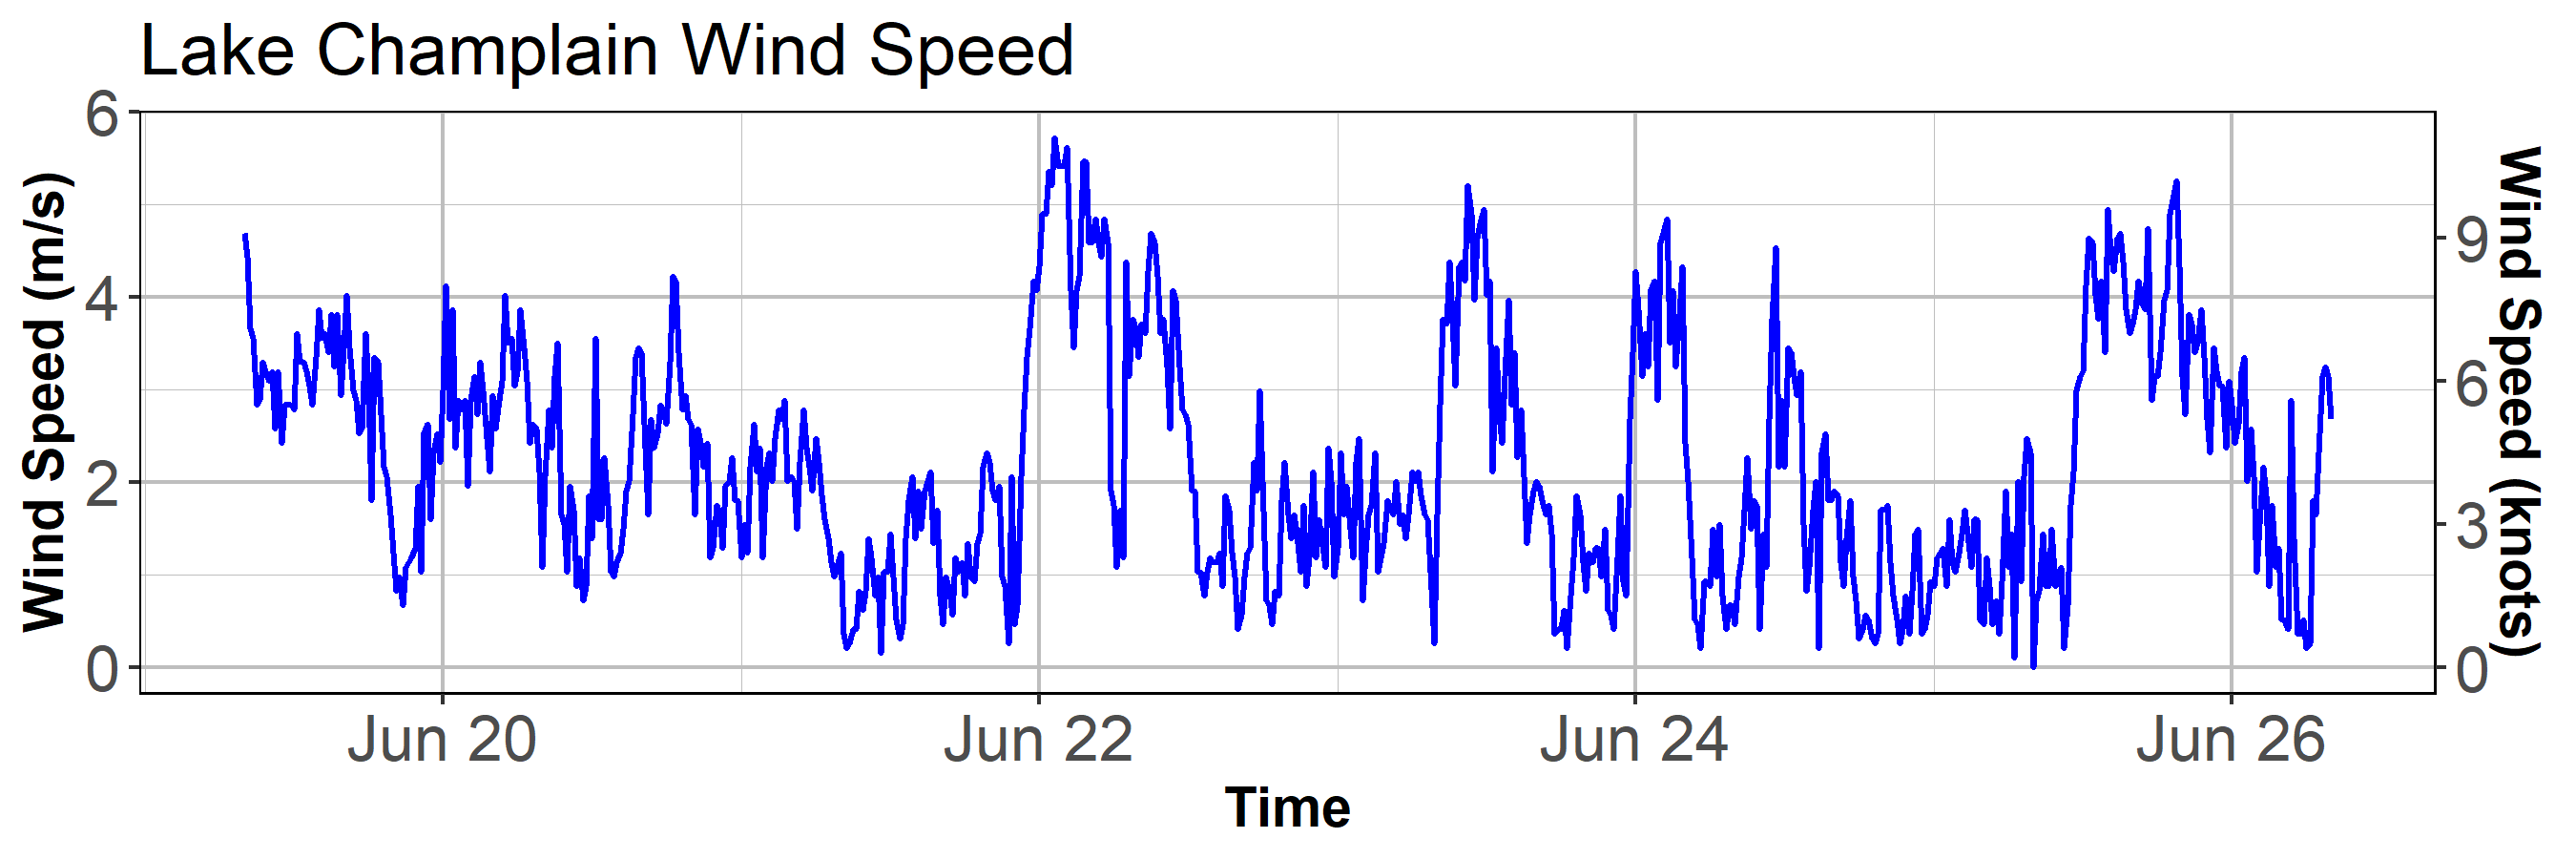 Lake Champlain Wind Speed
6
4
2
0
Wind Speed (m/s)
9
6
3
0
Wind Speed (knots)
Jun 20
Jun 22
Jun 24
Jun 26
Time